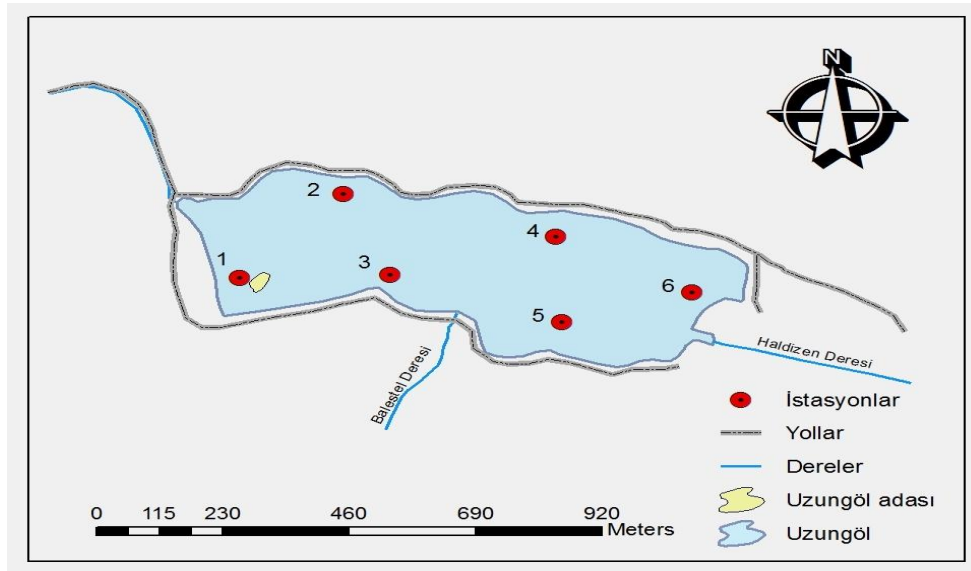 N
2
4
1
3
6
5
Haldizen Deresi
Balestel Deresi
İstasyonlar
Yollar
Dereler
Uzungöl adası
Uzungöl
0 115 230 460 690 920
Meters